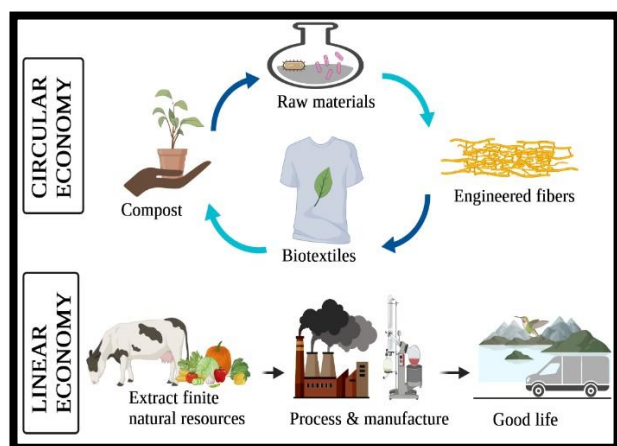 CIRCULAR
ECONOMY
Raw materials
Engineered fibers
Compost
Biotextiles
LINEAR
ECONOMY
Extract finite
natural resources
Process & manufacture
Good life